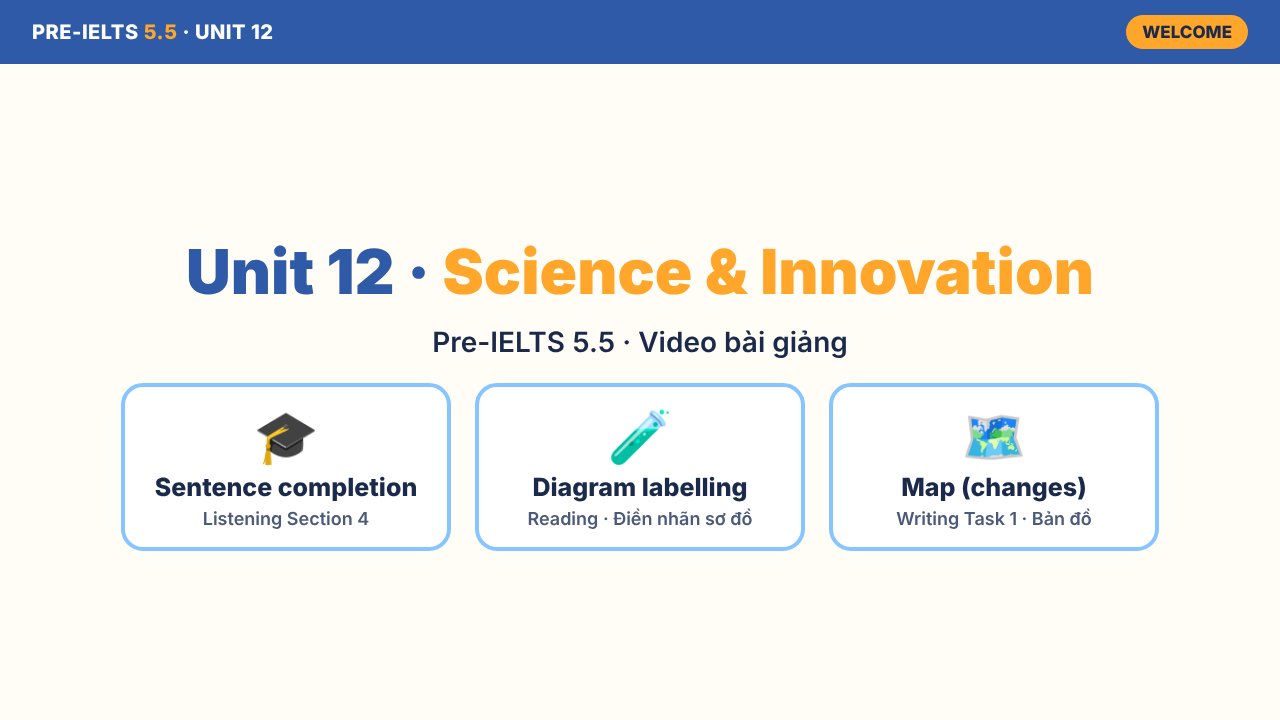 PRE-IELTS 5.5 · UNIT 12
WELCOME
Unit 12 · Science & Innovation
Pre-IELTS 5.5 · Video bài giảng
Sentence completion
Listening Section 4
Diagram labelling
Reading · Điền nhãn sơ đồ
Map (changes)
Writing Task 1 · Bản đồ